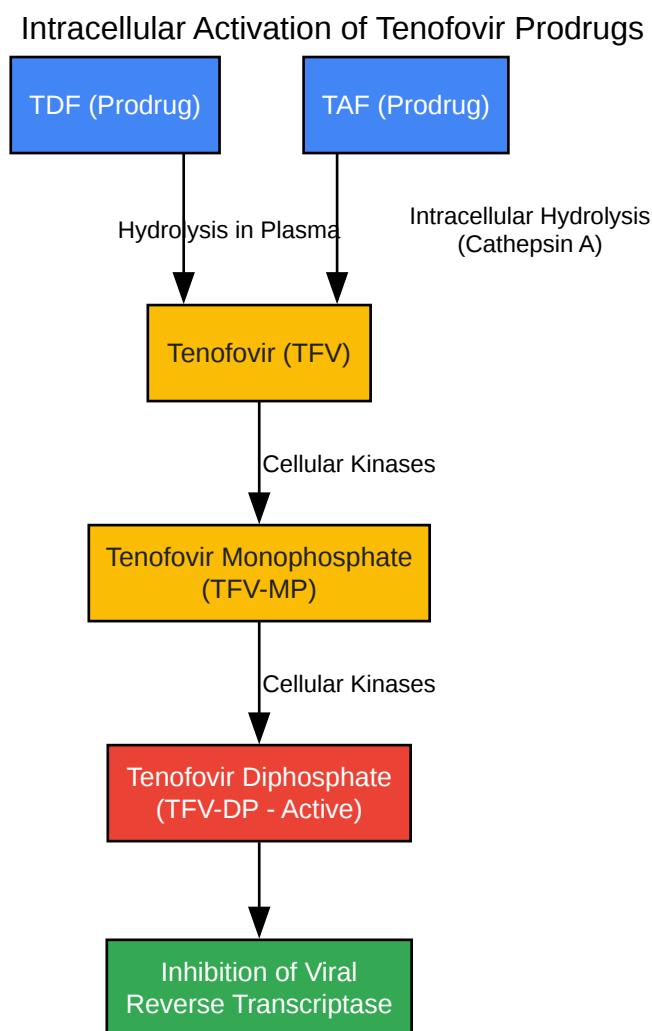 Intracellular Activation of Tenofovir Prodrugs
TDF (Prodrug)
TAF (Prodrug)
Hydrolysis in Plasma
Intracellular Hydrolysis
(Cathepsin A)
Tenofovir (TFV)
Cellular Kinases
Tenofovir Monophosphate
(TFV-MP)
Cellular Kinases
Tenofovir Diphosphate
(TFV-DP - Active)
Inhibition of Viral
Reverse Transcriptase